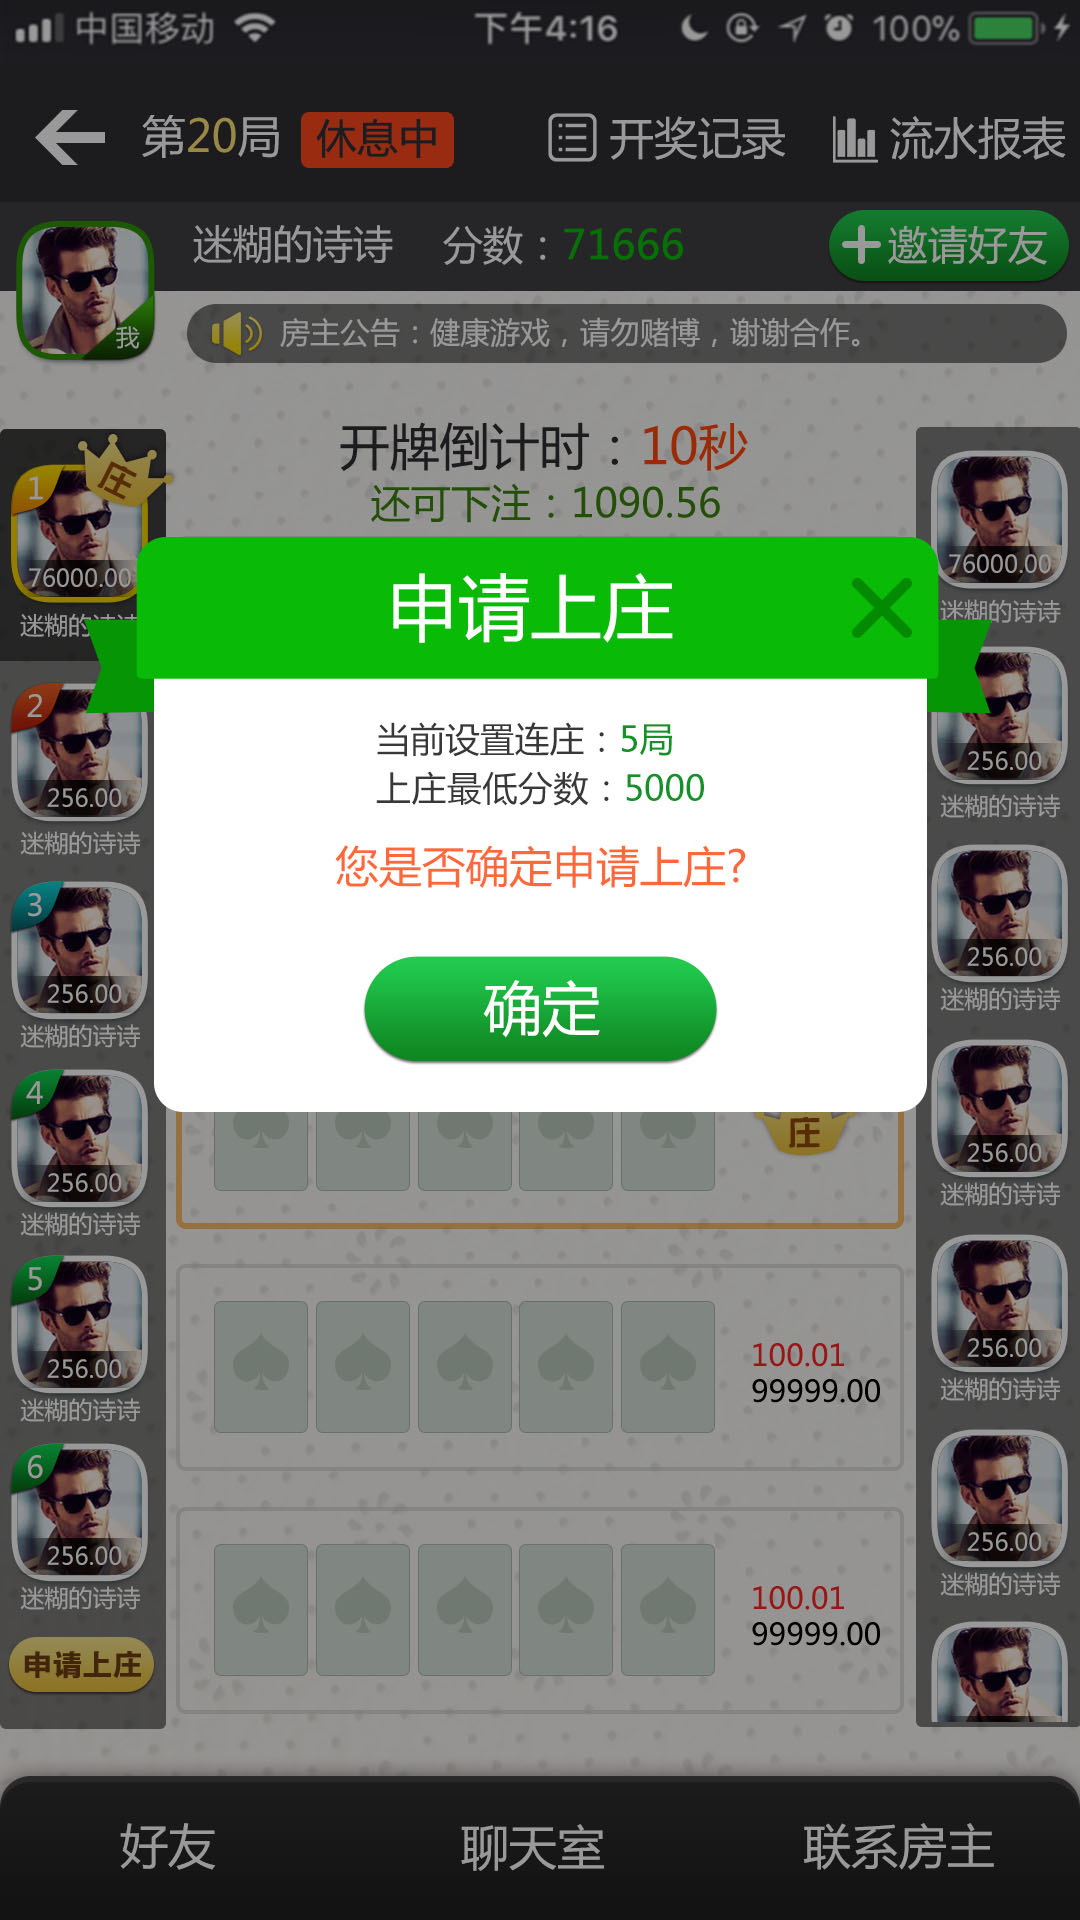 中国移动 下午4:16 100%
第20局 休息中 开奖记录 流水报表
迷糊的诗诗 分数：71666 邀请好友
我
房主公告：健康游戏，请勿赌博，谢谢合作。
开牌倒计时：10秒
还可下注：1090.56
申请上庄
当前设置连庄：5局
上庄最低分数：5000
您是否确定申请上庄?
确定
1
庄
76000.00
迷糊的诗
2
256.00
迷糊的诗诗
3
256.00
迷糊的诗诗
4
256.00
迷糊的诗诗
5
256.00
迷糊的诗诗
6
256.00
迷糊的诗诗
申请上庄
庄
100.01
99999.00
100.01
99999.00
76000.00
迷糊的诗诗
256.00
迷糊的诗诗
256.00
迷糊的诗诗
256.00
迷糊的诗诗
256.00
迷糊的诗诗
256.00
迷糊的诗诗
好友 聊天室 联系房主